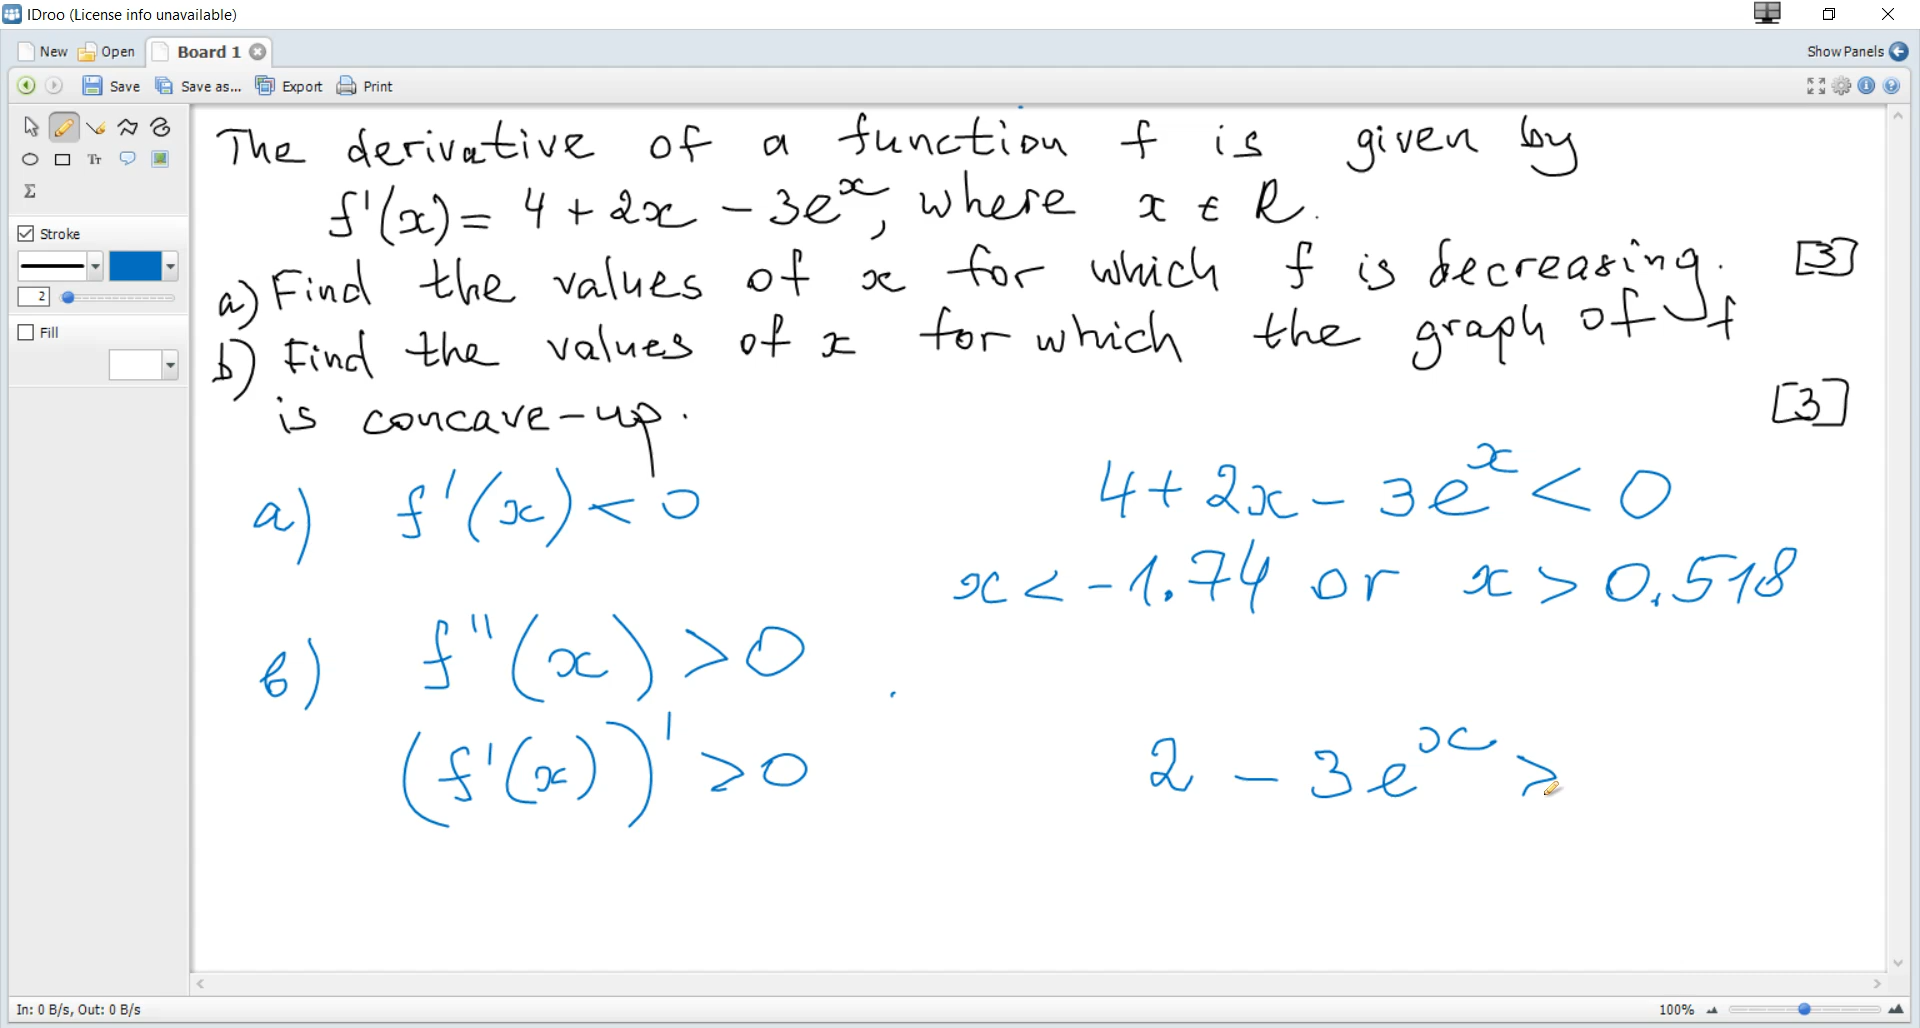 IDroo (License info unavailable)
New Open Board 1 Show Panels
Save Save as... Export Print
Tr
Σ
Stroke
2
Fill
The derivative of a function f is given by
f'(x) = 4 + 2x - 3e^x, where x ∈ R.
a) Find the values of x for which f is decreasing. [3]
b) Find the values of x for which the graph of f
is concave-up. [3]
a) f'(x) < 0 4 + 2x - 3e^x < 0
x < -1.74 or x > 0.518
b) f''(x) > 0
(f'(x))' > 0 2 - 3e^x >
In: 0 B/s, Out: 0 B/s 100%